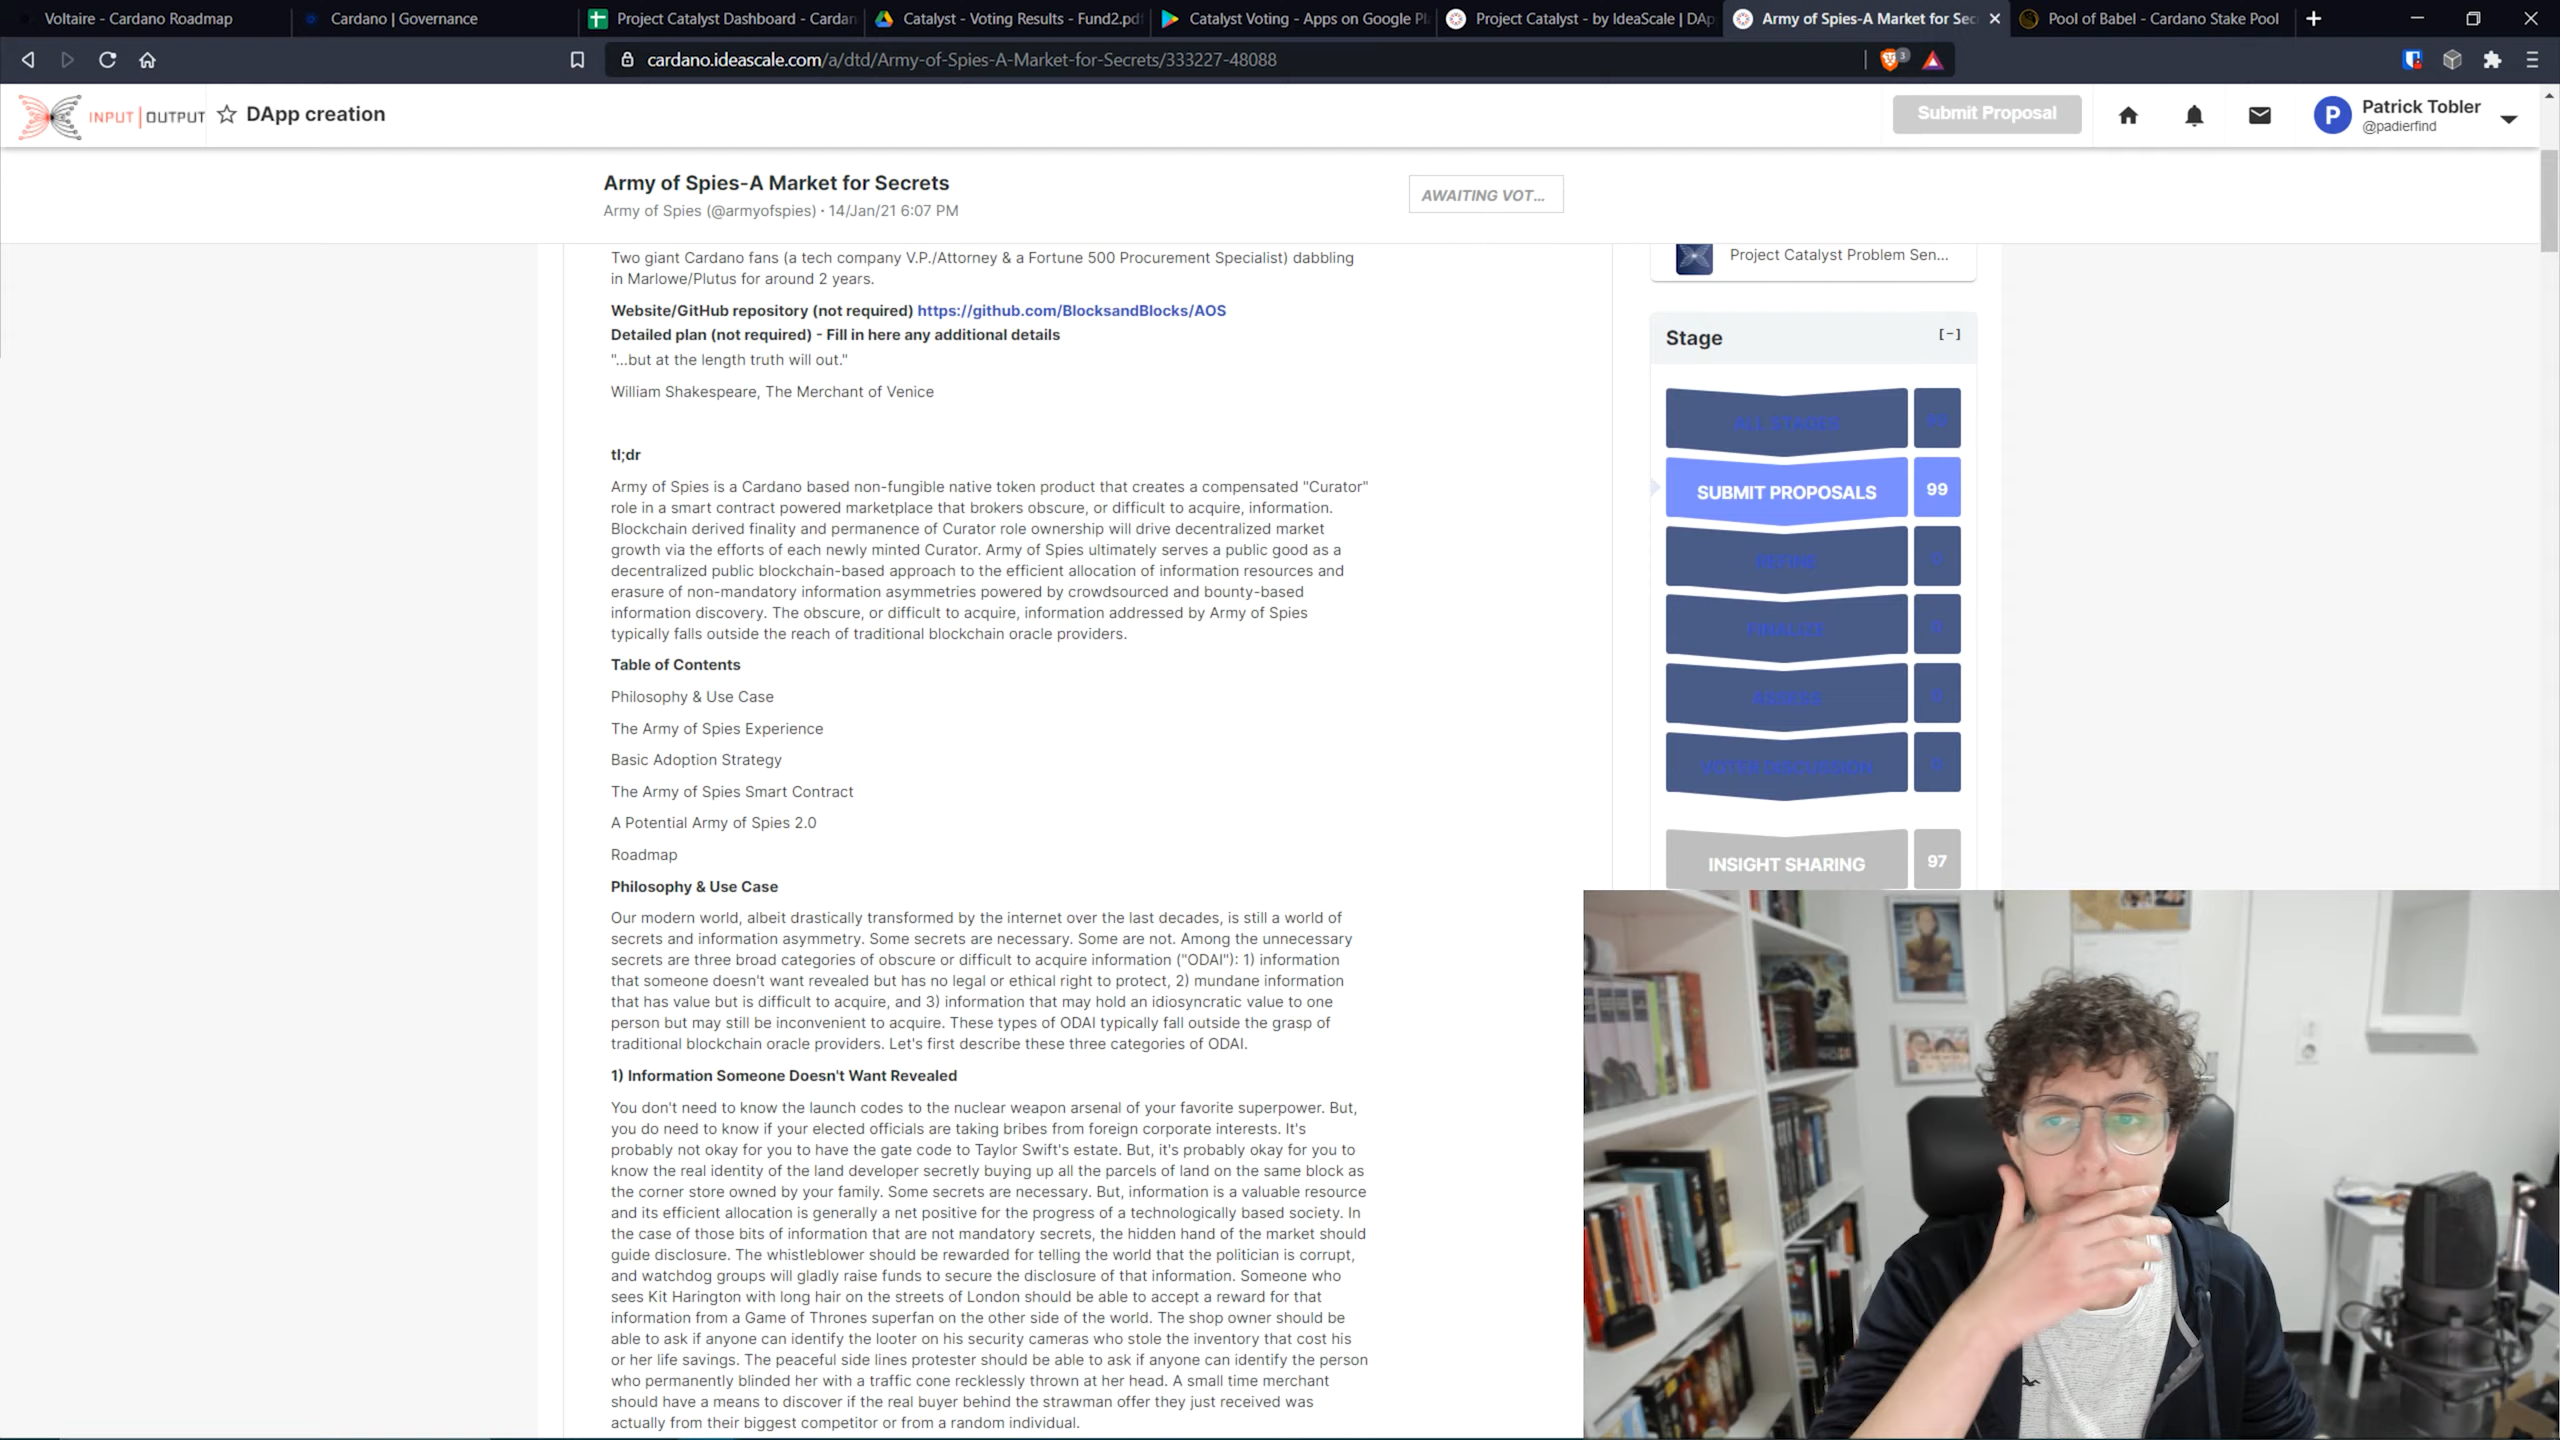 Voltaire - Cardano Roadmap
Cardano | Governance
Project Catalyst Dashboard - Cardan
Catalyst - Voting Results - Fund2.pdf
Catalyst Voting - Apps on Google Pl
Project Catalyst - by IdeaScale | DAp
Army of Spies-A Market for Sec
Pool of Babel - Cardano Stake Pool
cardano.ideascale.com/a/dtd/Army-of-Spies-A-Market-for-Secrets/333227-48088
3
INPUT | OUTPUT
DApp creation
Submit Proposal
P
Patrick Tobler
@padierfind
Army of Spies-A Market for Secrets
Army of Spies (@armyofspies) · 14/Jan/21 6:07 PM
AWAITING VOT...
Two giant Cardano fans (a tech company V.P./Attorney & a Fortune 500 Procurement Specialist) dabbling
in Marlowe/Plutus for around 2 years.
Website/GitHub repository (not required) https://github.com/BlocksandBlocks/AOS
Detailed plan (not required) - Fill in here any additional details
"...but at the length truth will out."
William Shakespeare, The Merchant of Venice
tl;dr
Army of Spies is a Cardano based non-fungible native token product that creates a compensated "Curator"
role in a smart contract powered marketplace that brokers obscure, or difficult to acquire, information.
Blockchain derived finality and permanence of Curator role ownership will drive decentralized market
growth via the efforts of each newly minted Curator. Army of Spies ultimately serves a public good as a
decentralized public blockchain-based approach to the efficient allocation of information resources and
erasure of non-mandatory information asymmetries powered by crowdsourced and bounty-based
information discovery. The obscure, or difficult to acquire, information addressed by Army of Spies
typically falls outside the reach of traditional blockchain oracle providers.
Table of Contents
Philosophy & Use Case
The Army of Spies Experience
Basic Adoption Strategy
The Army of Spies Smart Contract
A Potential Army of Spies 2.0
Roadmap
Philosophy & Use Case
Our modern world, albeit drastically transformed by the internet over the last decades, is still a world of
secrets and information asymmetry. Some secrets are necessary. Some are not. Among the unnecessary
secrets are three broad categories of obscure or difficult to acquire information ("ODAI"): 1) information
that someone doesn't want revealed but has no legal or ethical right to protect, 2) mundane information
that has value but is difficult to acquire, and 3) information that may hold an idiosyncratic value to one
person but may still be inconvenient to acquire. These types of ODAI typically fall outside the grasp of
traditional blockchain oracle providers. Let's first describe these three categories of ODAI.
1) Information Someone Doesn't Want Revealed
You don't need to know the launch codes to the nuclear weapon arsenal of your favorite superpower. But,
you do need to know if your elected officials are taking bribes from foreign corporate interests. It's
probably not okay for you to have the gate code to Taylor Swift's estate. But, it's probably okay for you to
know the real identity of the land developer secretly buying up all the parcels of land on the same block as
the corner store owned by your family. Some secrets are necessary. But, information is a valuable resource
and its efficient allocation is generally a net positive for the progress of a technologically based society. In
the case of those bits of information that are not mandatory secrets, the hidden hand of the market should
guide disclosure. The whistleblower should be rewarded for telling the world that the politician is corrupt,
and watchdog groups will gladly raise funds to secure the disclosure of that information. Someone who
sees Kit Harington with long hair on the streets of London should be able to accept a reward for that
information from a Game of Thrones superfan on the other side of the world. The shop owner should be
able to ask if anyone can identify the looter on his security cameras who stole the inventory that cost his
or her life savings. The peaceful side lines protester should be able to ask if anyone can identify the person
who permanently blinded her with a traffic cone recklessly thrown at her head. A small time merchant
should have a means to discover if the real buyer behind the strawman offer they just received was
actually from their biggest competitor or from a random individual.
Project Catalyst Problem Sen...
Stage
[-]
ALL STAGES
SUBMIT PROPOSALS 99
REFINE 0
FINALIZE 0
ASSESS 0
VOTER DISCUSSION 0
INSIGHT SHARING 97